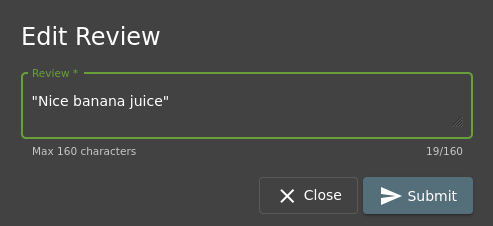 Edit Review
Review *
"Nice banana juice"
Max 160 characters 19/160
Close Submit